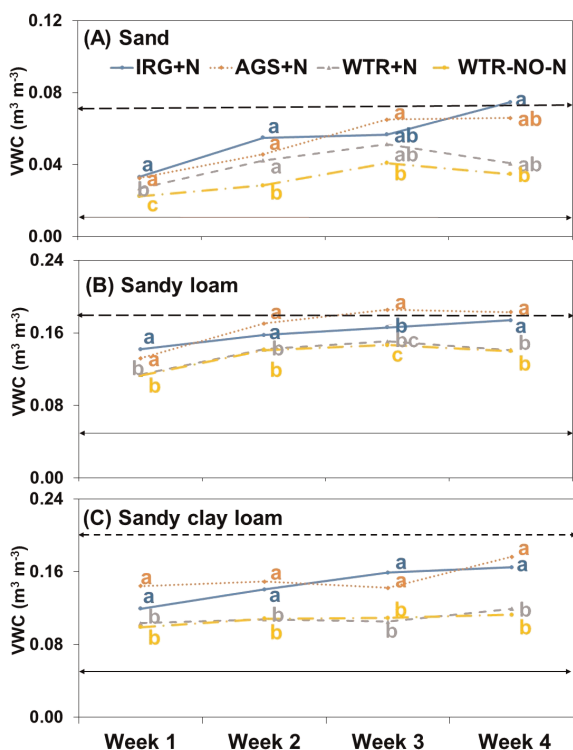 (A) Sand
IRG+N AGS+N WTR+N WTR-NO-N
VWC (m³ m⁻³)
0.12
0.08
0.04
0.00
a a a a
a a a ab
b a ab ab
c b ab b
b
(B) Sandy loam
VWC (m³ m⁻³)
0.24
0.16
0.08
0.00
a a a a
a a b a
b b bc b
b b c b
(C) Sandy clay loam
VWC (m³ m⁻³)
0.24
0.16
0.08
0.00
a a a a
a a a a
b b b b
b b b b
Week 1 Week 2 Week 3 Week 4